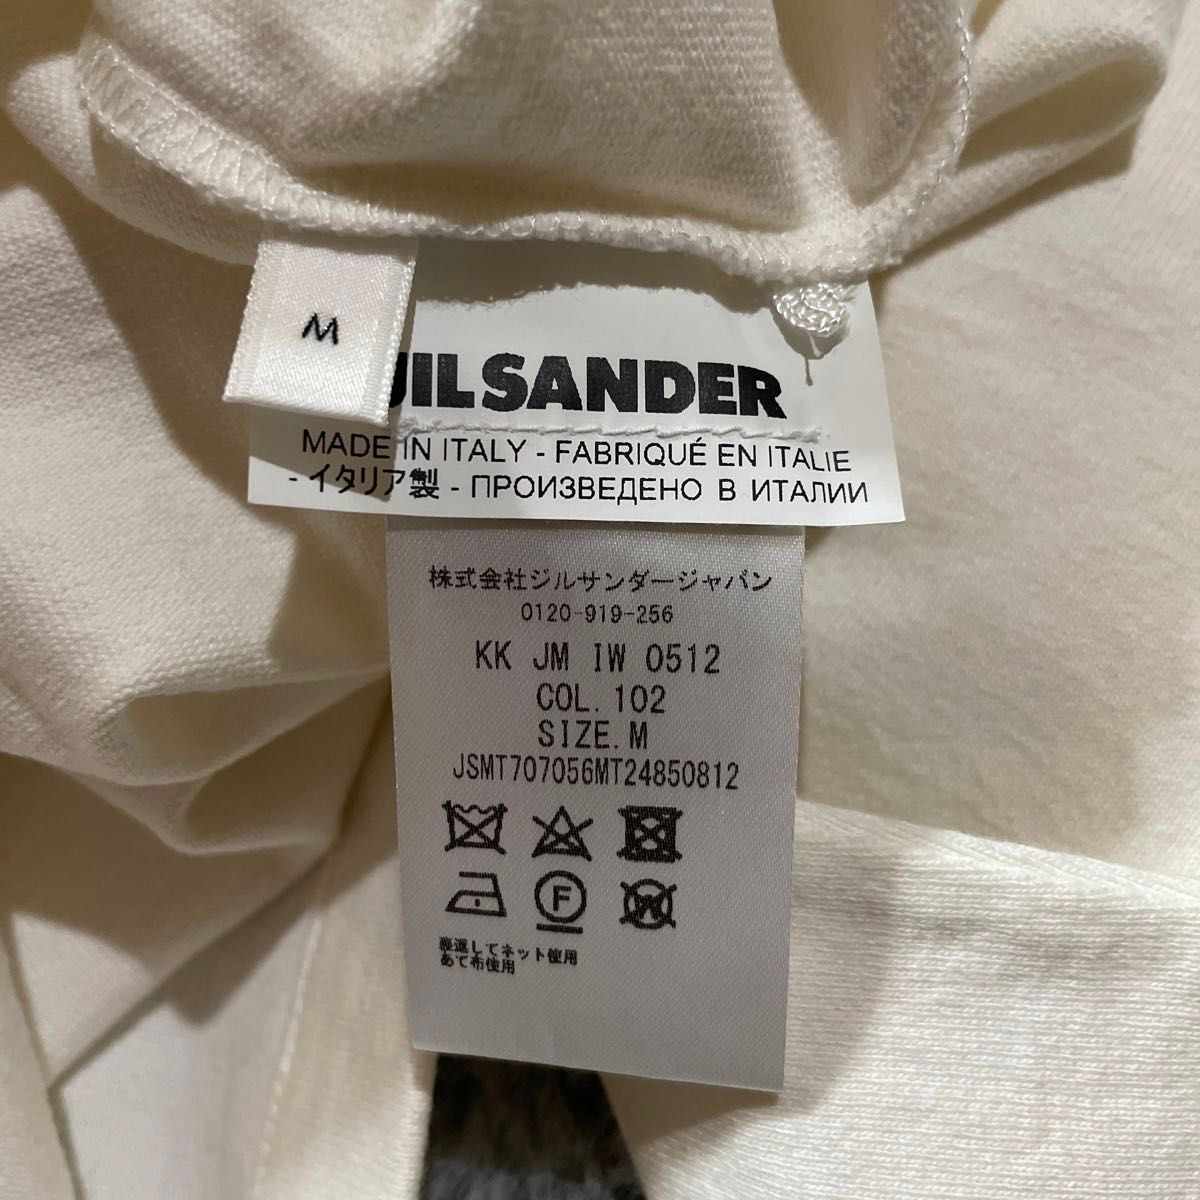 M
JIL SANDER
MADE IN ITALY - FABRIQUÉ EN ITALIE
- イタリア製 - ПРОИЗВЕДЕНО В ИТАЛИИ
株式会社ジルサンダージャパン
0120-919-256
KK JM IW 0512
COL. 102
SIZE. M
JSMT707056MT24850812
F
W
裏返してネット使用
あて布使用